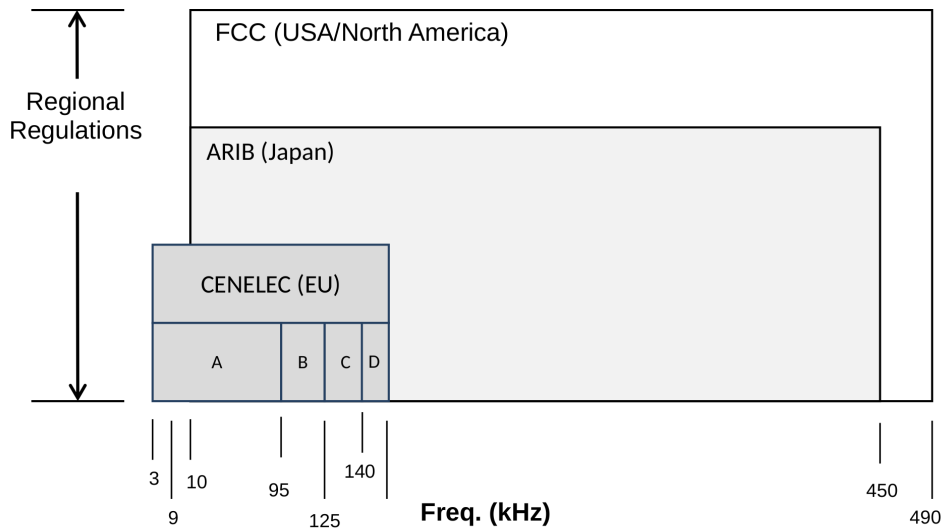 FCC (USA/North America)
Regional
Regulations
ARIB (Japan)
CENELEC (EU)
A B C D
3 10 95 140 450
9 125 Freq. (kHz) 490